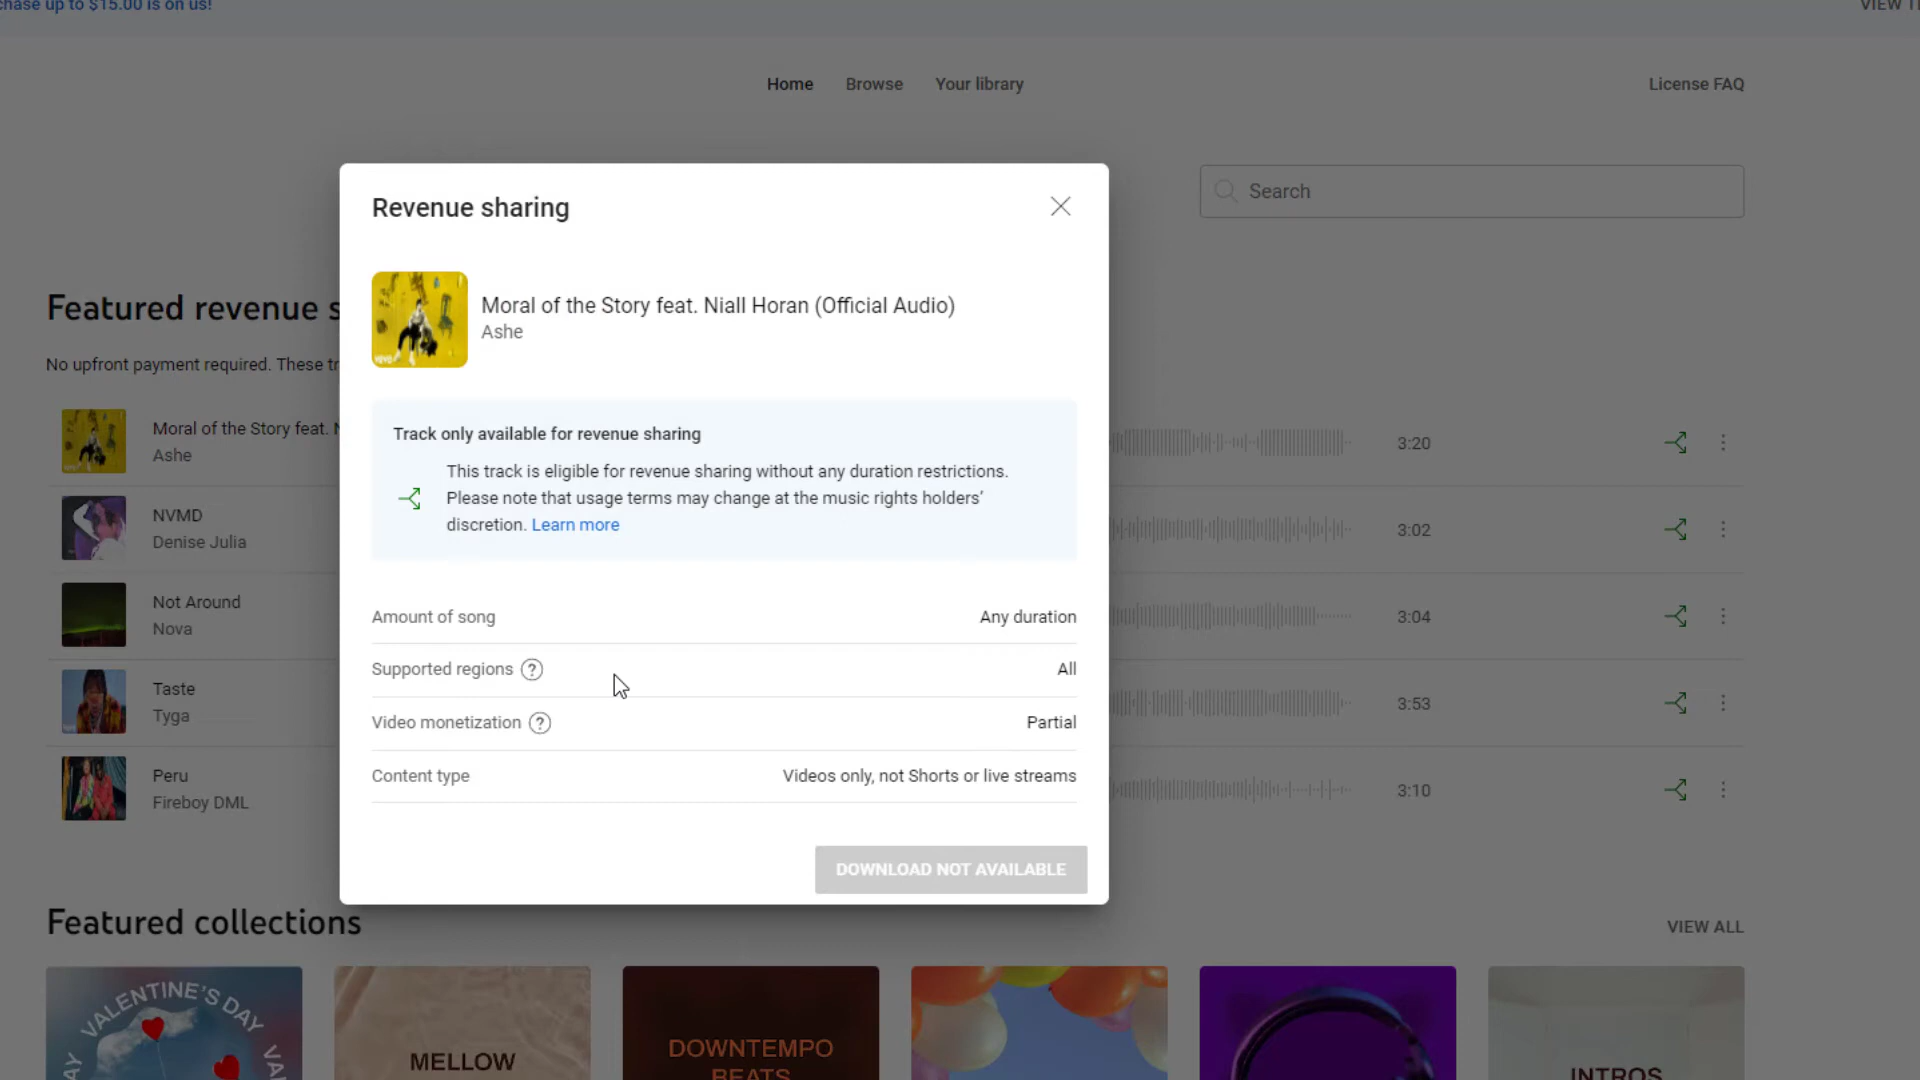 chase up to $15.00 is on us!
VIEW
Home Browse Your library License FAQ
Search
Revenue sharing
Moral of the Story feat. Niall Horan (Official Audio)
Ashe
Track only available for revenue sharing
This track is eligible for revenue sharing without any duration restrictions.
Please note that usage terms may change at the music rights holders’
discretion. Learn more
Amount of song Any duration
Supported regions ? All
Video monetization ? Partial
Content type Videos only, not Shorts or live streams
DOWNLOAD NOT AVAILABLE
Featured revenue s
No upfront payment required. These tr
Moral of the Story feat. N
Ashe
3:20
NVMD
Denise Julia
3:02
Not Around
Nova
3:04
Taste
Tyga
3:53
Peru
Fireboy DML
3:10
Featured collections
VIEW ALL
VALENTINE'S DAY
MELLOW
DOWNTEMPO
BEATS
INTROS